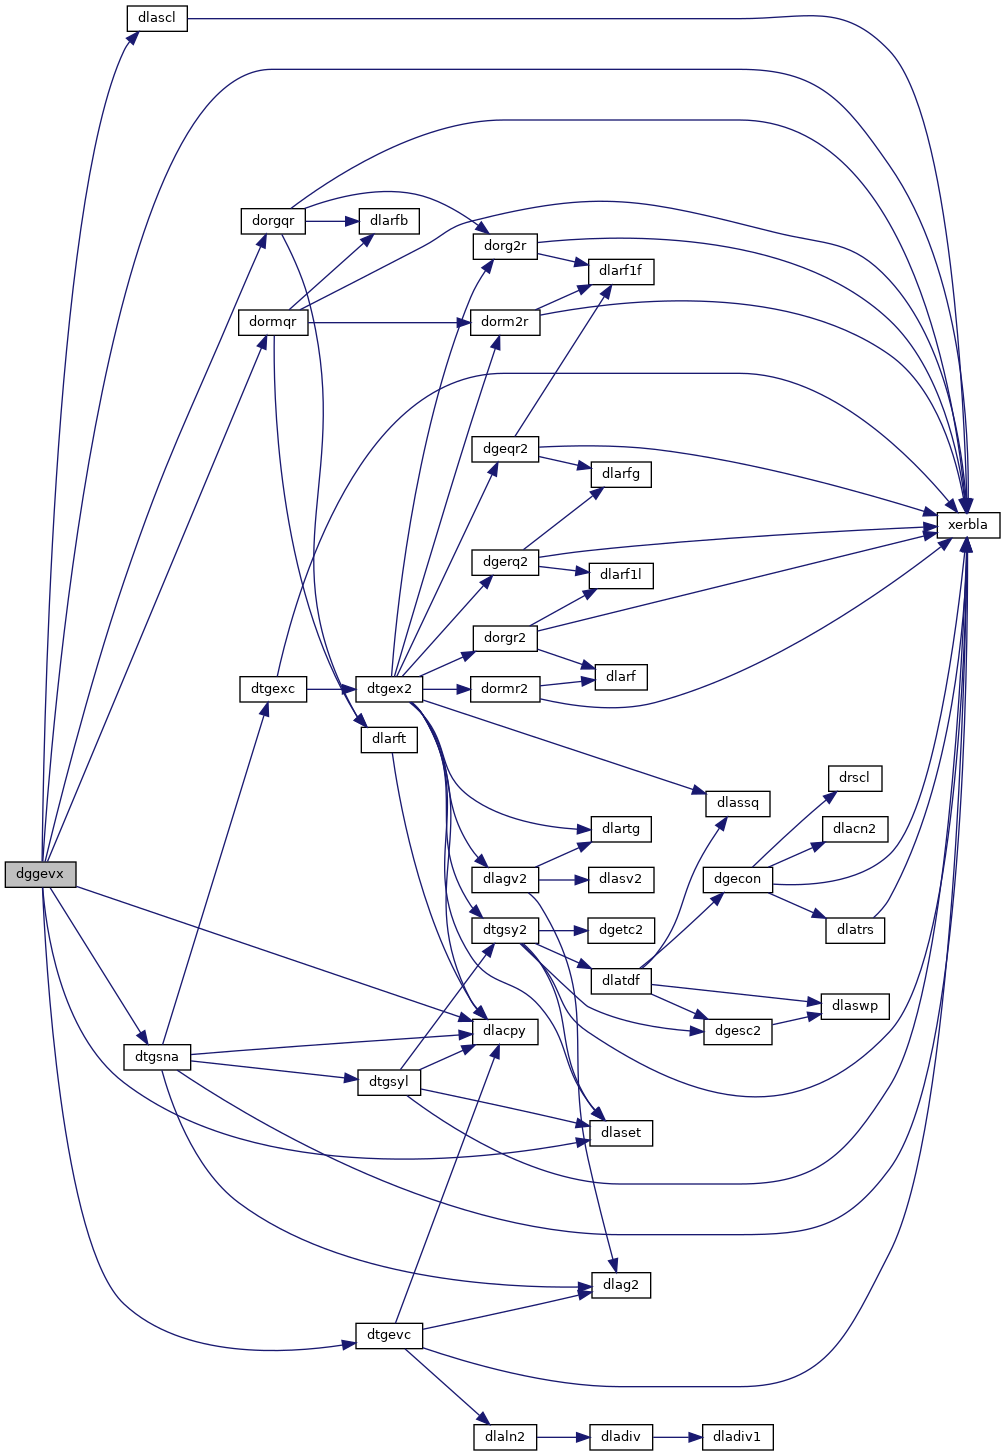 dlascl
dorgqr
dlarfb
dorg2r
dlarf1f
dormqr
dorm2r
dgeqr2
dlarfg
xerbla
dgerq2
dlarf1l
dorgr2
dlarf
dtgexc
dtgex2
dormr2
dlarft
drscl
dlassq
dlartg
dlacn2
dggevx
dlagv2
dlasv2
dgecon
dtgsy2
dgetc2
dlatrs
dlatdf
dlaswp
dlacpy
dgesc2
dtgsna
dtgsyl
dlaset
dlag2
dtgevc
dlaln2
dladiv
dladiv1